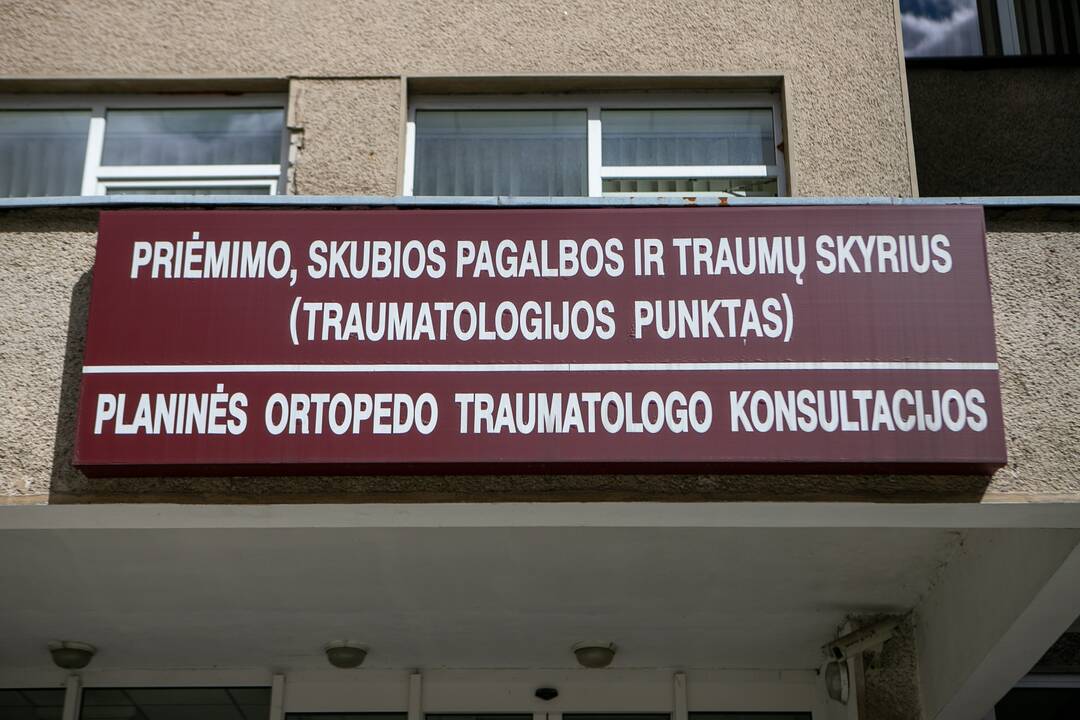 PRIĖMIMO, SKUBIOS PAGALBOS IR TRAUMŲ SKYRIUS
(TRAUMATOLOGIJOS PUNKTAS)
PLANINĖS ORTOPEDO TRAUMATOLOGO KONSULTACIJOS